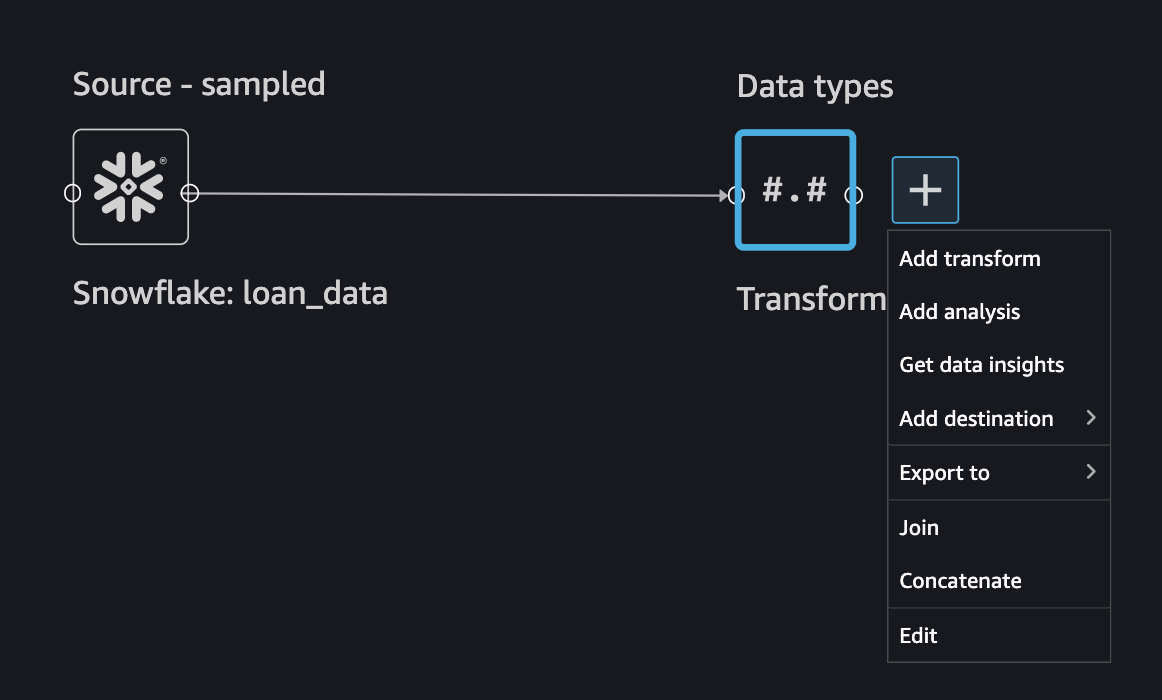 Source - sampled
Data types
#.#
Snowflake: loan_data
Transform
Add transform
Add analysis
Get data insights
Add destination
Export to
Join
Concatenate
Edit